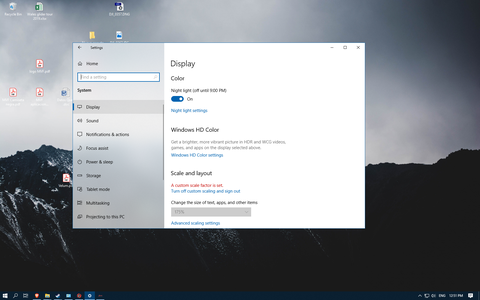 Recycle Bin
Settings
Home
Find a setting
System
Display
Sound
Notifications & actions
Focus assist
Power & sleep
Storage
Tablet mode
Multitasking
Projecting to this PC
Display
Color
Night light (off until 9:00 PM)
On
Night light settings
Windows HD Color
Get a brighter, more vibrant picture in HDR and WCG videos,
games, and apps on the display selected above.
Windows HD Color settings
Scale and layout
A custom scale factor is set.
Turn off custom scaling and sign out
Change the size of text, apps, and other items
Advanced scaling settings
ENG
12:51 PM